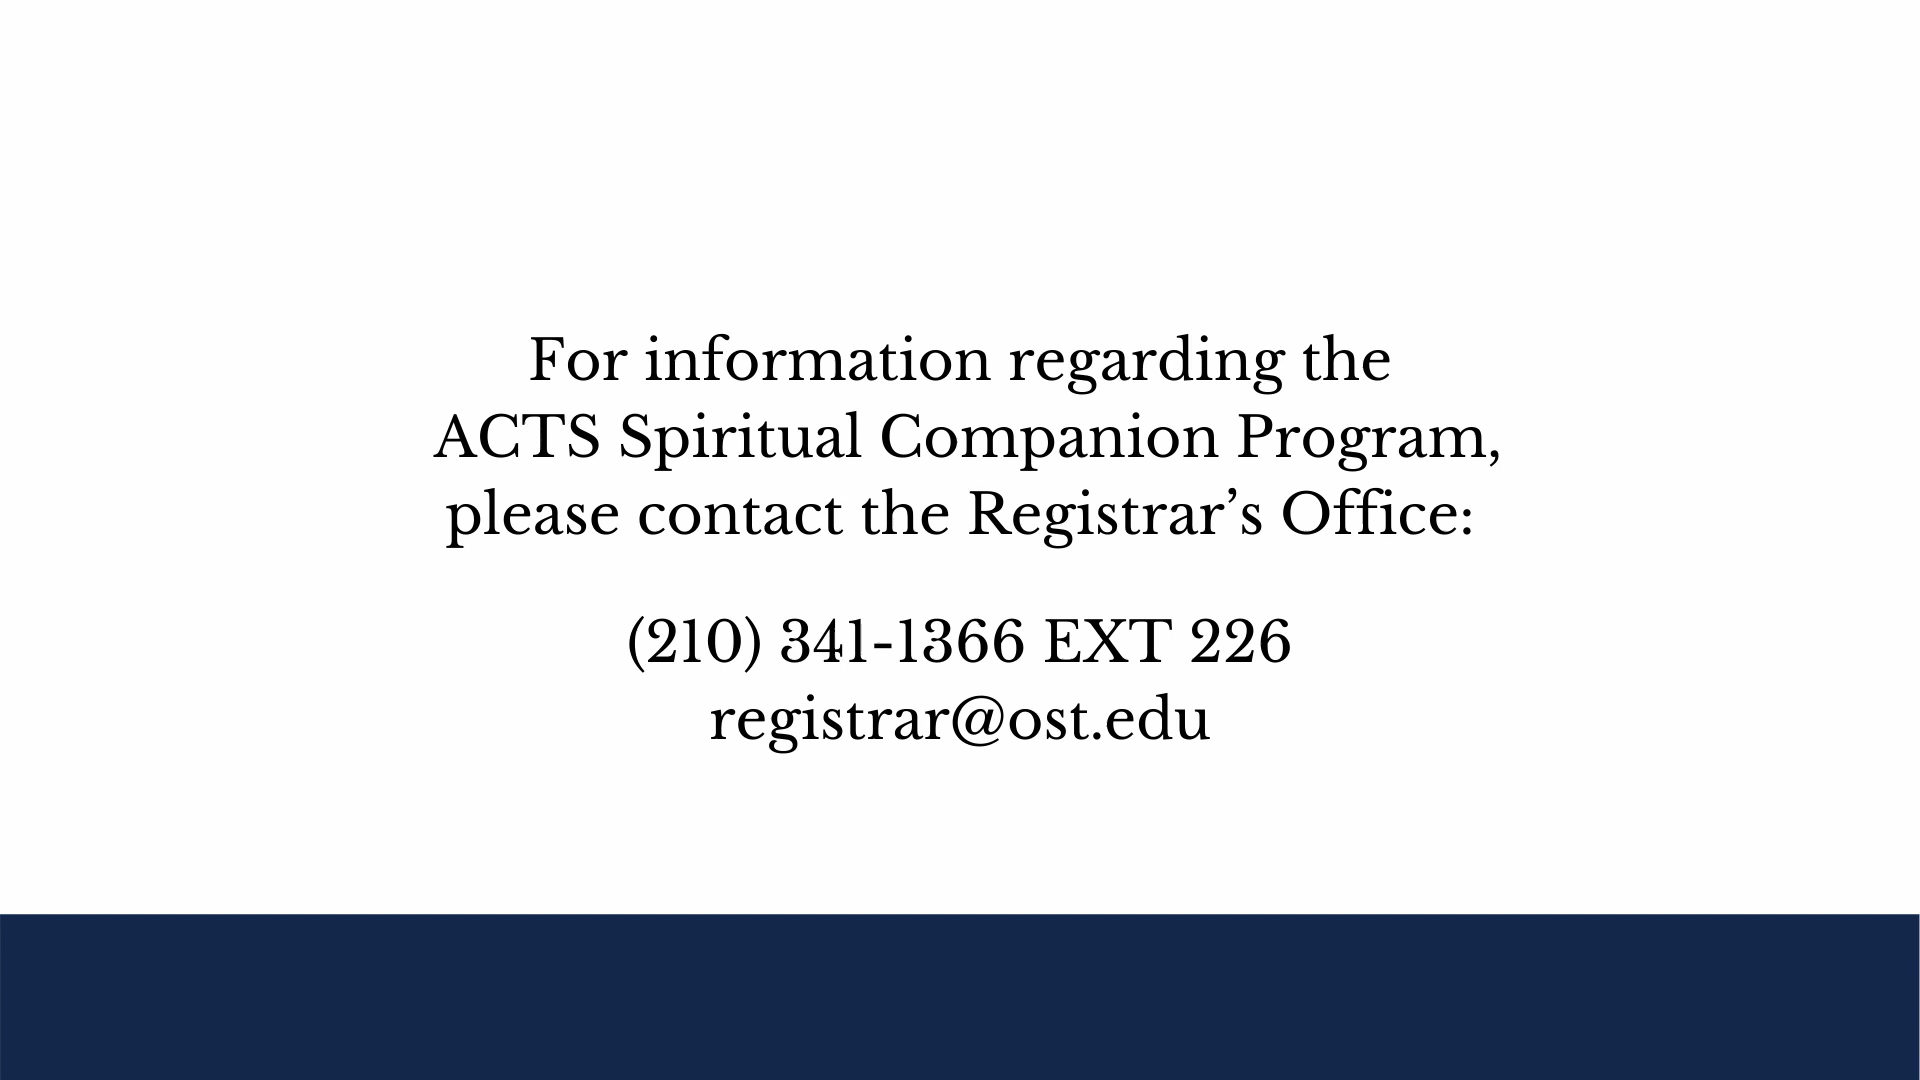 For information regarding the
ACTS Spiritual Companion Program,
please contact the Registrar’s Office:
(210) 341-1366 EXT 226
registrar@ost.edu